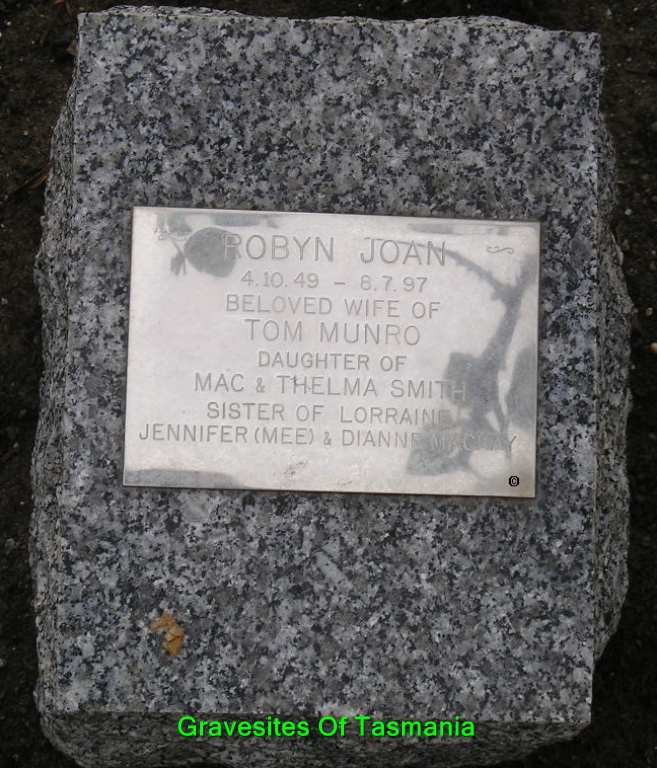 ROBYN JOAN
4.10.49 - 8.7.97
BELOVED WIFE OF
TOM MUNRO
DAUGHTER OF
MAC & THELMA SMITH
SISTER OF LORRAINE
JENNIFER (MEE) & DIANNE
©
Gravesites Of Tasmania